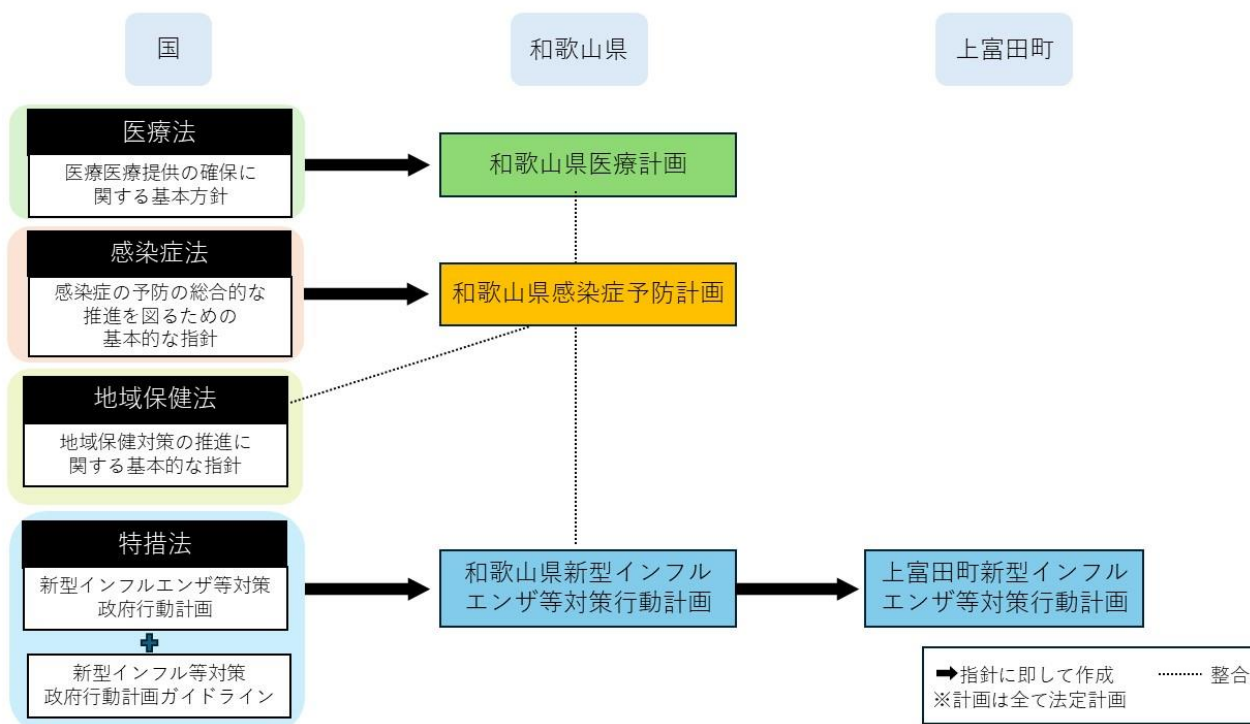 国
和歌山県
上富田町
医療法
医療医療提供の確保に
関する基本方針
和歌山県医療計画
感染症法
感染症の予防の総合的な
推進を図るための
基本的な指針
和歌山県感染症予防計画
地域保健法
地域保健対策の推進に
関する基本的な指針
特措法
新型インフルエンザ等対策
政府行動計画
新型インフル等対策
政府行動計画ガイドライン
和歌山県新型インフル
エンザ等対策行動計画
上富田町新型インフル
エンザ等対策行動計画
➡指針に即して作成
┈┈ 整合
※計画は全て法定計画